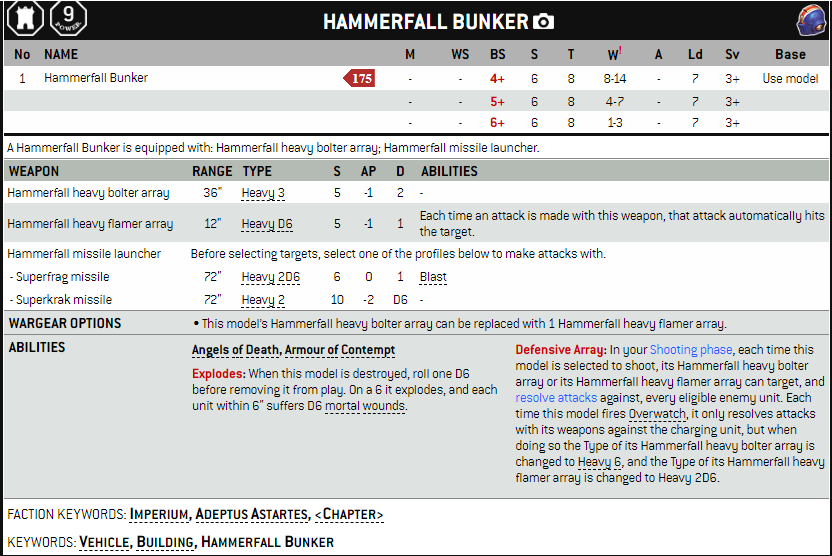 9
POWER
HAMMERFALL BUNKER
No NAME M WS BS S T W! A Ld Sv Base
1 Hammerfall Bunker 175 - - 4+ 6 8 8-14 - 7 3+ Use model
5+ 6 8 4-7 - 7 3+
6+ 6 8 1-3 - 7 3+
A Hammerfall Bunker is equipped with: Hammerfall heavy bolter array; Hammerfall missile launcher.
WEAPON RANGE TYPE S AP D ABILITIES
Hammerfall heavy bolter array 36" Heavy 3 5 -1 2 -
Hammerfall heavy flamer array 12" Heavy D6 5 -1 1 Each time an attack is made with this weapon, that attack automatically hits
the target.
Hammerfall missile launcher Before selecting targets, select one of the profiles below to make attacks with.
- Superfrag missile 72" Heavy 2D6 6 0 1 Blast
- Superkrak missile 72" Heavy 2 10 -2 D6 -
WARGEAR OPTIONS • This model's Hammerfall heavy bolter array can be replaced with 1 Hammerfall heavy flamer array.
ABILITIES
Angels of Death, Armour of Contempt
Explodes: When this model is destroyed, roll one D6
before removing it from play. On a 6 it explodes, and each
unit within 6" suffers D6 mortal wounds.
Defensive Array: In your Shooting phase, each time this
model is selected to shoot, its Hammerfall heavy bolter
array or its Hammerfall heavy flamer array can target, and
resolve attacks against, every eligible enemy unit. Each
time this model fires Overwatch, it only resolves attacks
with its weapons against the charging unit, but when
doing so the Type of its Hammerfall heavy bolter array is
changed to Heavy 6, and the Type of its Hammerfall heavy
flamer array is changed to Heavy 2D6.
FACTION KEYWORDS: IMPERIUM, ADEPTUS ASTARTES, <CHAPTER>
KEYWORDS: VEHICLE, BUILDING, HAMMERFALL BUNKER